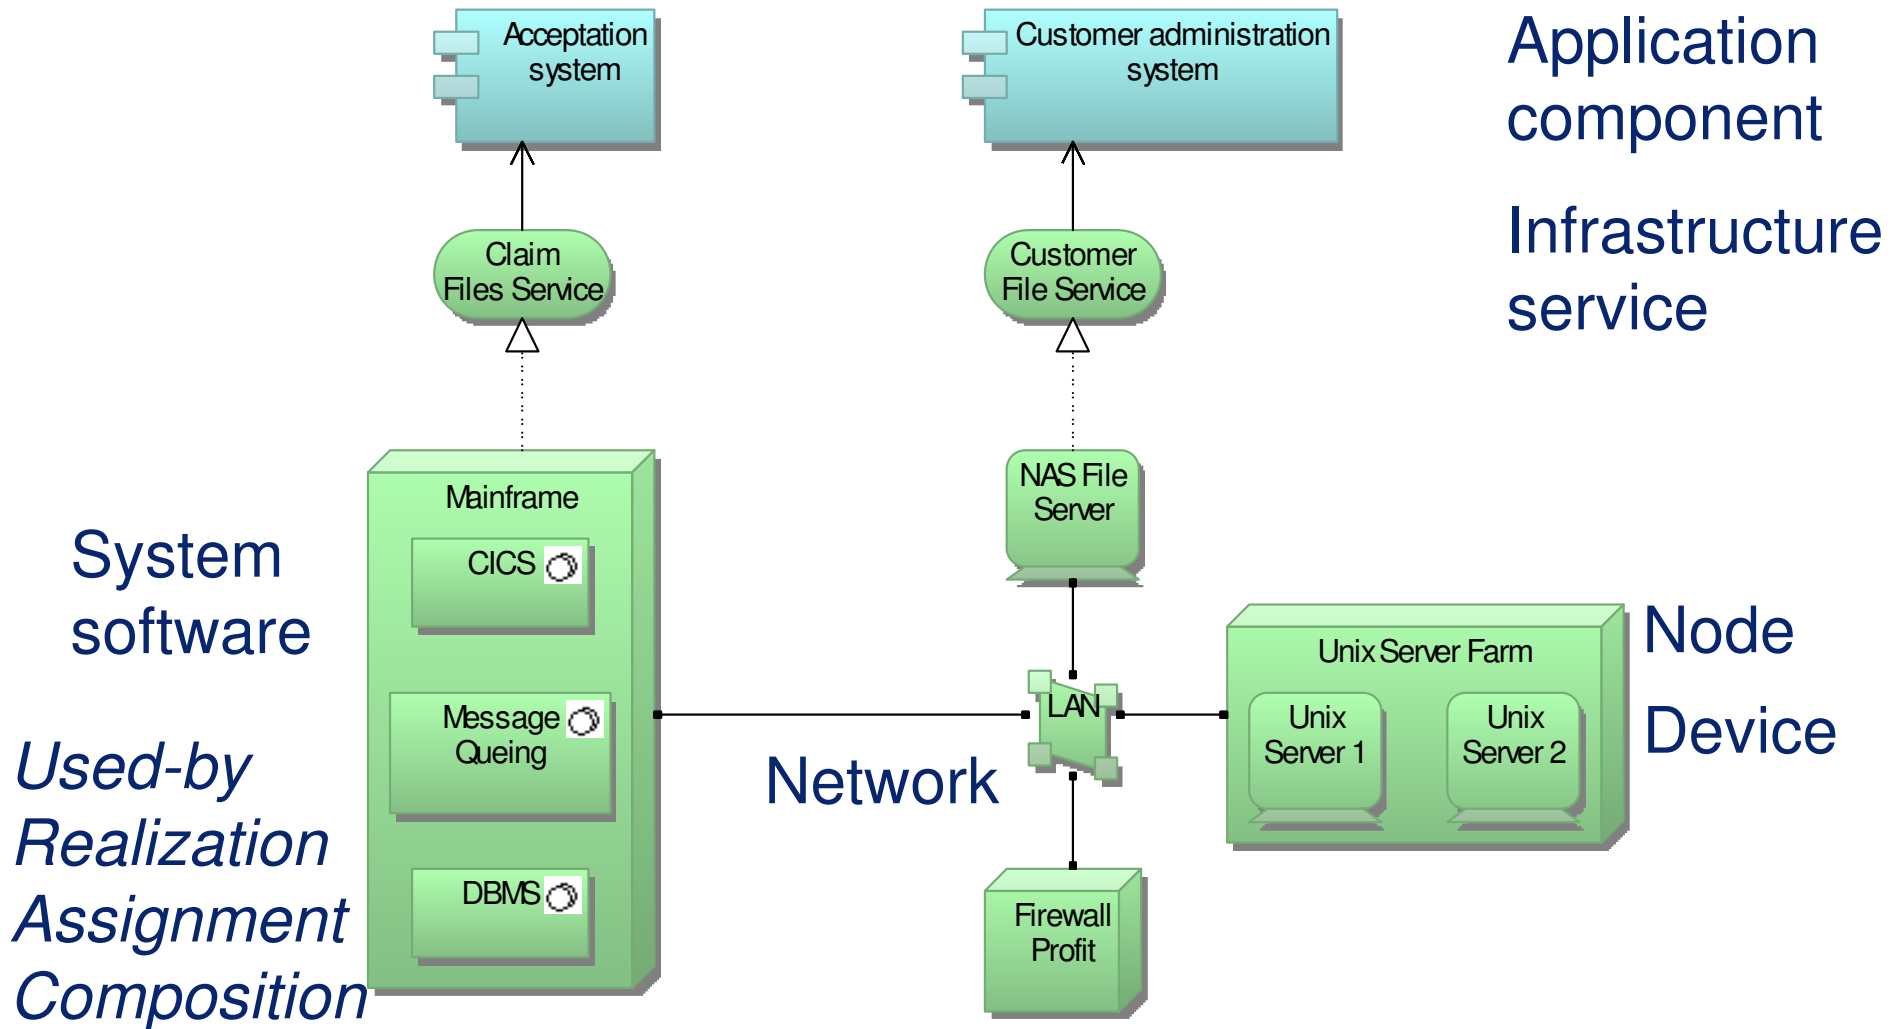 Acceptation
system
Customer administration
system
Application
component
Claim
Files Service
Customer
File Service
Infrastructure
service
Mainframe
CICS
Message
Queing
DBMS
System
software
Used-by
Realization
Assignment
Composition
NAS File
Server
LAN
Network
Firewall
Profit
Unix Server Farm
Unix
Server 1
Unix
Server 2
Node
Device